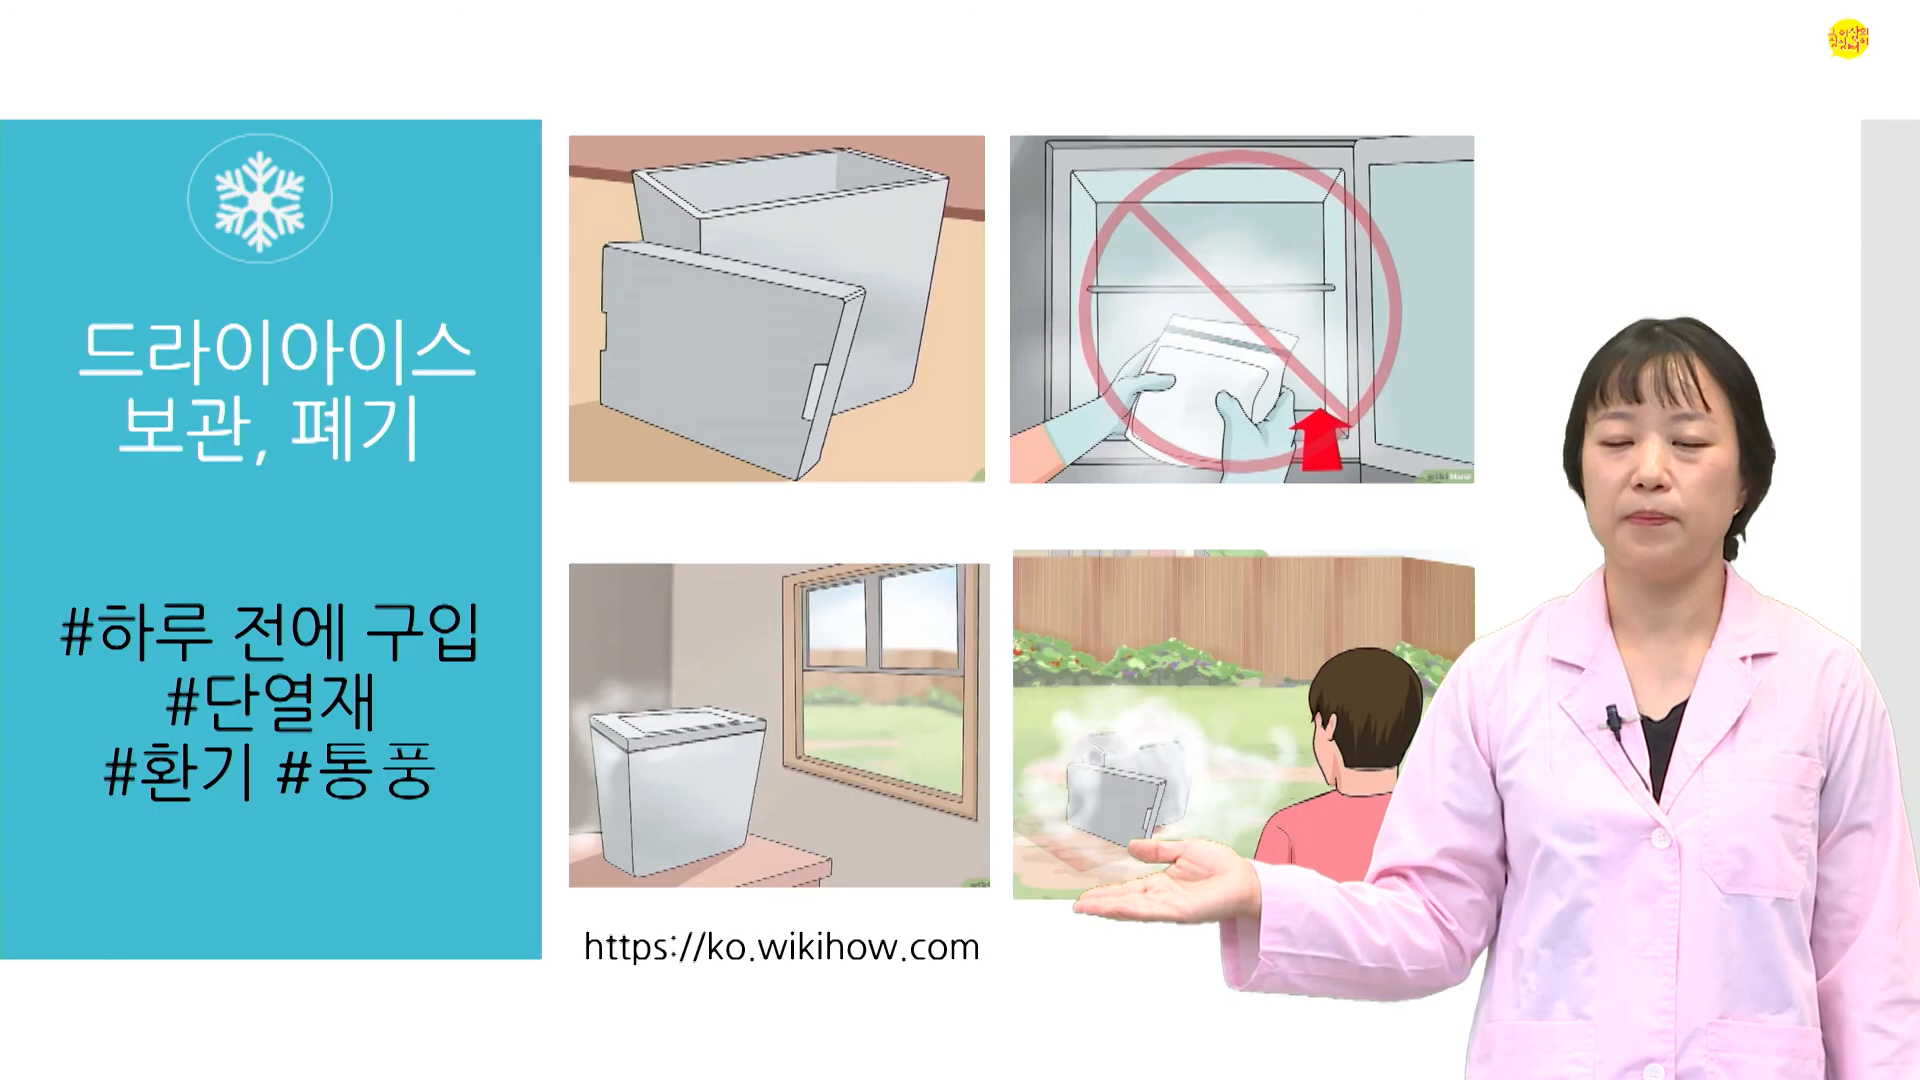 드라이아이스
보관, 폐기
#하루 전에 구입
#단열재
#환기 #통풍
wikiHow
https://ko.wikihow.com